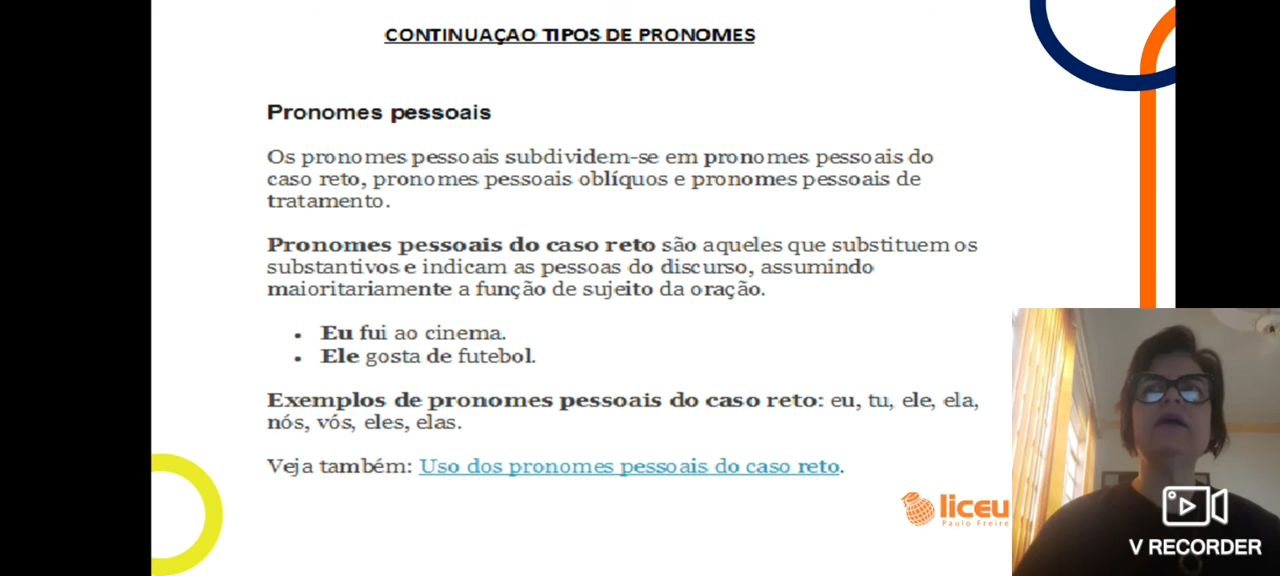 CONTINUAÇAO TIPOS DE PRONOMES
Pronomes pessoais
Os pronomes pessoais subdividem-se em pronomes pessoais do
caso reto, pronomes pessoais oblíquos e pronomes pessoais de
tratamento.
Pronomes pessoais do caso reto são aqueles que substituem os
substantivos e indicam as pessoas do discurso, assumindo
maioritariamente a função de sujeito da oração.
• Eu fui ao cinema.
• Ele gosta de futebol.
Exemplos de pronomes pessoais do caso reto: eu, tu, ele, ela,
nós, vós, eles, elas.
Veja também: Uso dos pronomes pessoais do caso reto.
liceu
Paulo Freire
V RECORDER